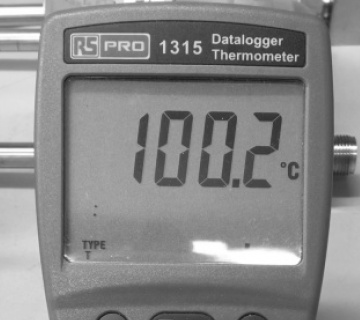 RS PRO 1315 Datalogger
Thermometer
100.2 °C
TYPE
T